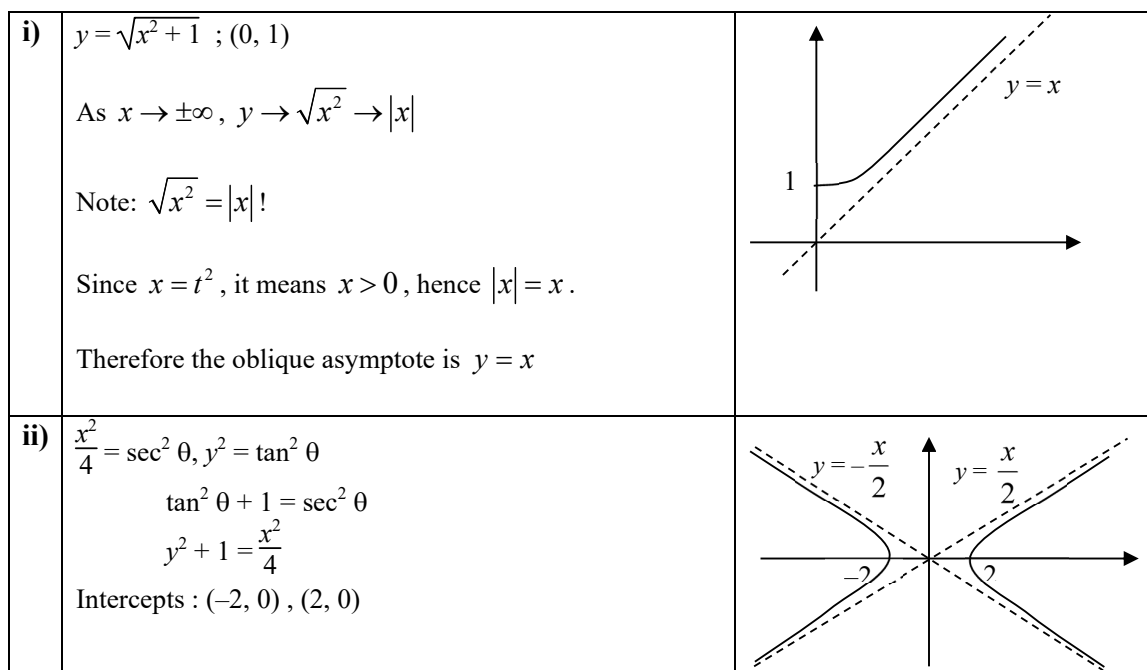 i)
y = √(x² + 1) ; (0, 1)
As x → ±∞, y → √(x²) → |x|
Note: √(x²) = |x| !
Since x = t², it means x > 0, hence |x| = x.
Therefore the oblique asymptote is y = x
y = x
1
ii)
x²/4 = sec² θ, y² = tan² θ
tan² θ + 1 = sec² θ
y² + 1 = x²/4
Intercepts : (–2, 0) , (2, 0)
y = – x/2
y = x/2
–2
2